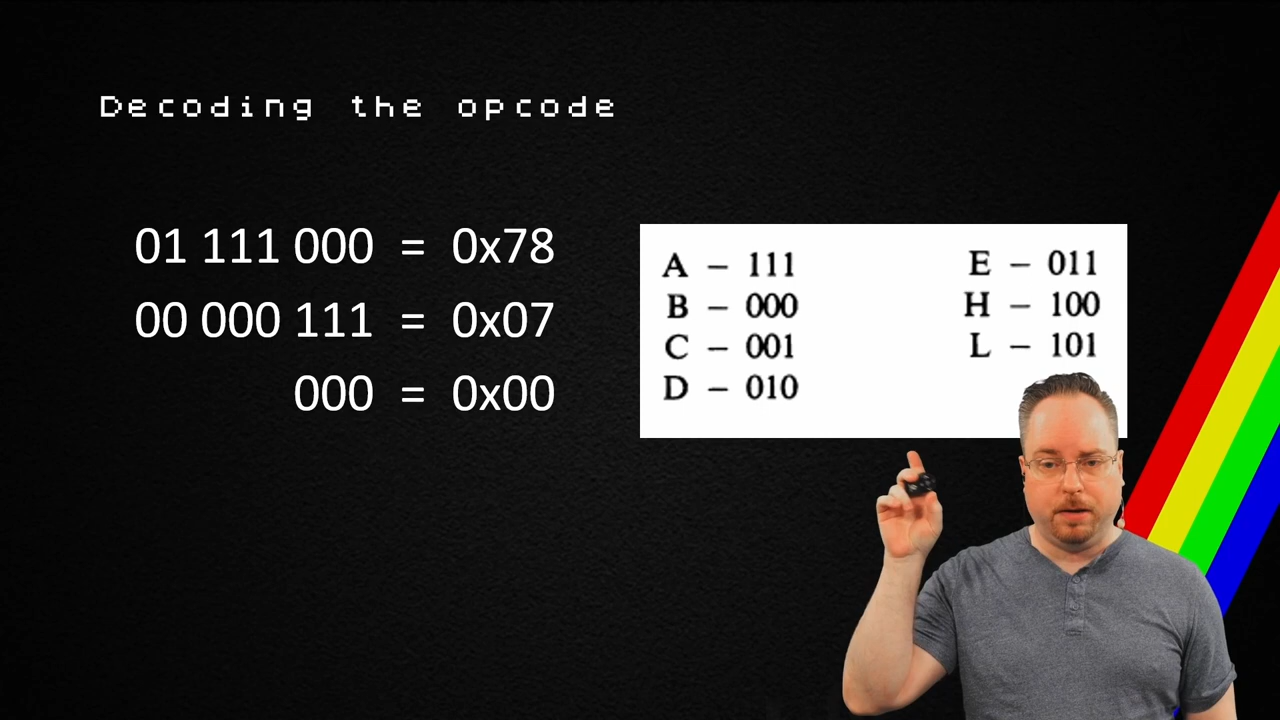 Decoding the opcode
01 111 000 = 0x78
00 000 111 = 0x07
000 = 0x00
A – 111
B – 000
C – 001
D – 010
E – 011
H – 100
L – 101